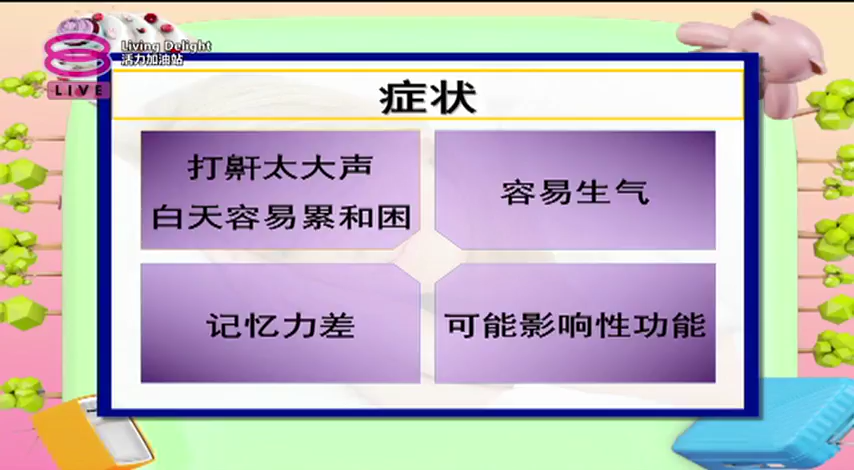 8
Living Delight
活力加油站
LIVE
症状
打鼾太大声
白天容易累和困
容易生气
记忆力差
可能影响性功能